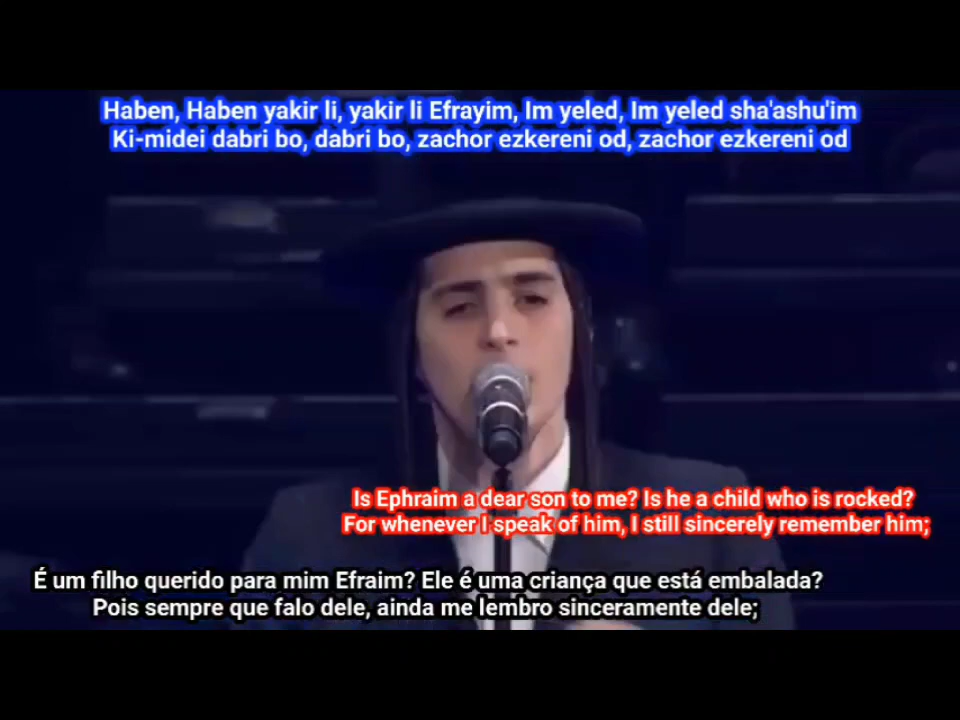 Haben, Haben yakir li, yakir li Efrayim, Im yeled, Im yeled sha'ashu'im
Ki-midei dabri bo, dabri bo, zachor ezkereni od, zachor ezkereni od
Is Ephraim a dear son to me? Is he a child who is rocked?
For whenever I speak of him, I still sincerely remember him;
É um filho querido para mim Efraim? Ele é uma criança que está embalada?
Pois sempre que falo dele, ainda me lembro sinceramente dele;